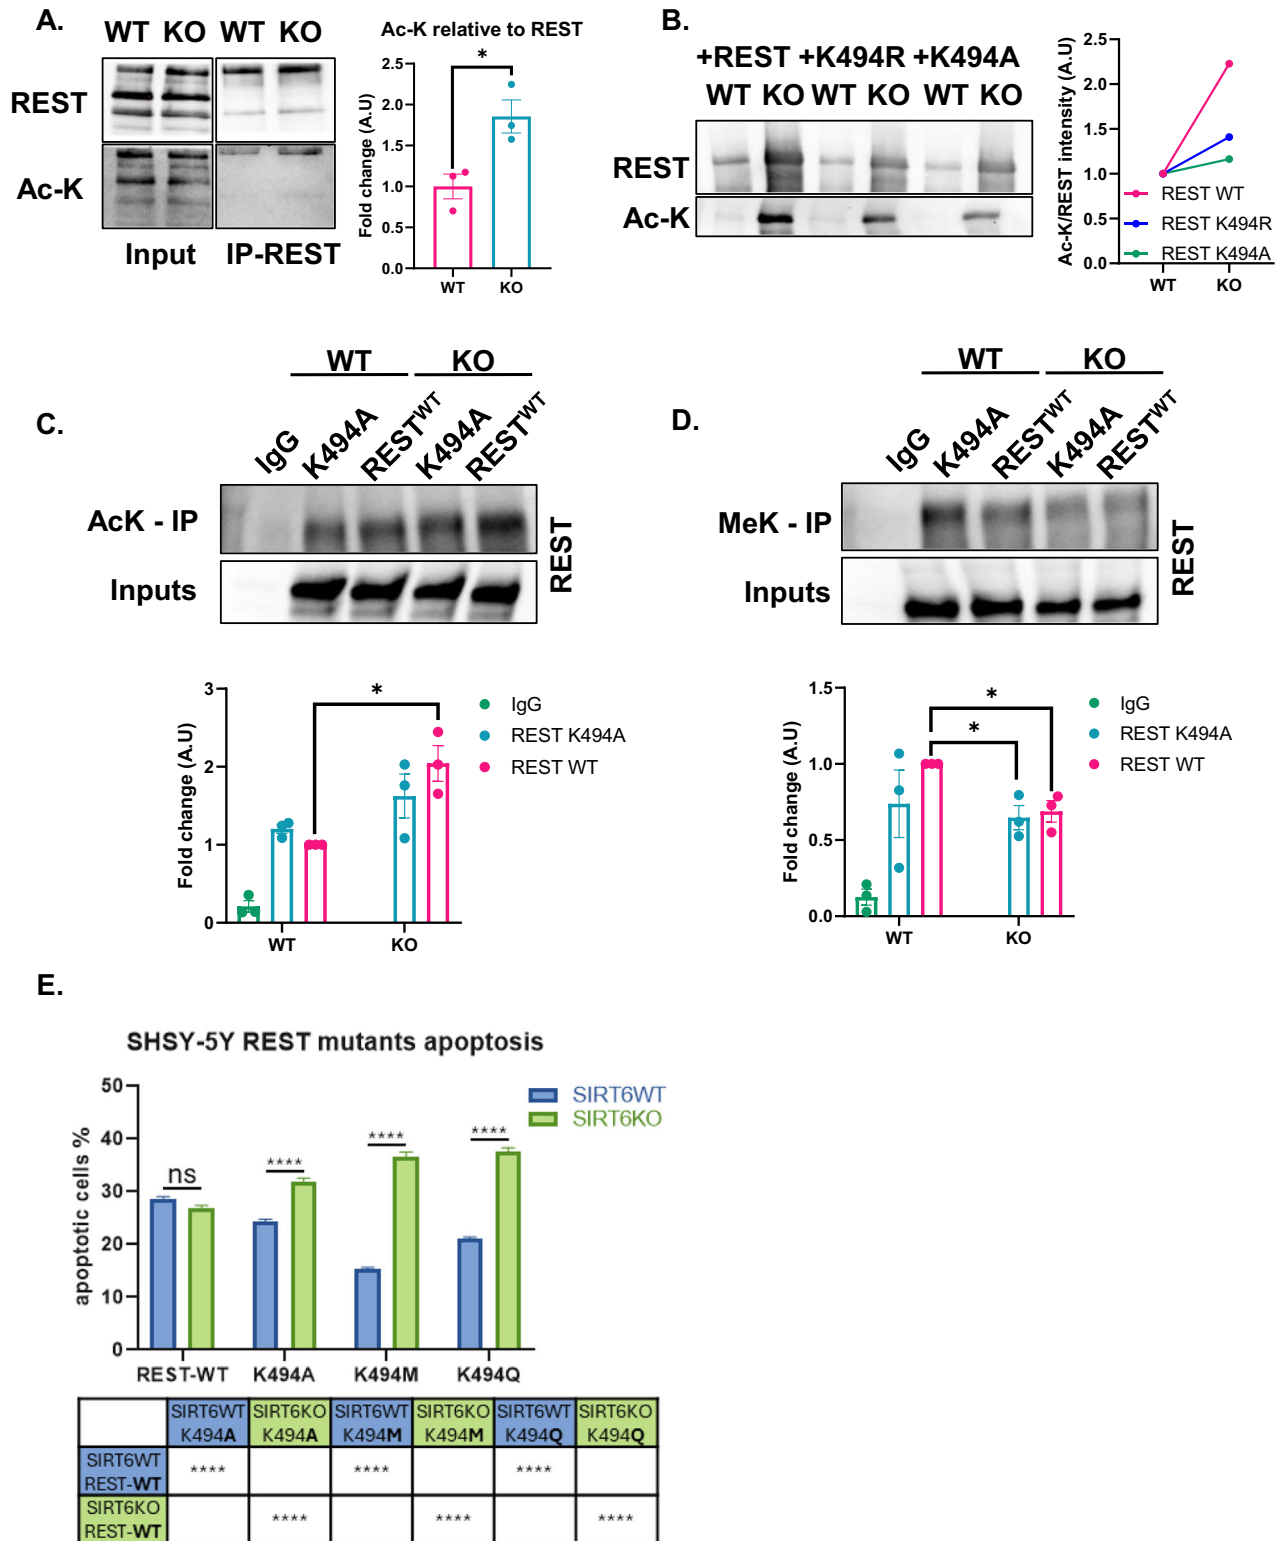 A.
WT KO WT KO
REST
Ac-K
Input IP-REST
Ac-K relative to REST
*
Fold change (A.U)
2.5
2.0
1.5
1.0
0.5
0.0
WT KO
B.
+REST +K494R +K494A
WT KO WT KO WT KO
REST
Ac-K
Ac-K/REST intensity (A.U)
2.5
2.0
1.5
1.0
0.5
0.0
REST WT
REST K494R
REST K494A
WT KO
C.
WT KO
IgG K494A REST^WT K494A REST^WT
AcK - IP
Inputs
REST
Fold change (A.U)
3
2
1
0
*
WT KO
IgG
REST K494A
REST WT
D.
WT KO
IgG K494A REST^WT K494A REST^WT
MeK - IP
Inputs
REST
Fold change (A.U)
1.5
1.0
0.5
0.0
*
*
WT KO
IgG
REST K494A
REST WT
E.
SHSY-5Y REST mutants apoptosis
apoptotic cells %
50
40
30
20
10
0
ns **** **** ****
SIRT6WT
SIRT6KO
REST-WT K494A K494M K494Q
SIRT6WT SIRT6KO SIRT6WT SIRT6KO SIRT6WT SIRT6KO
K494A K494A K494M K494M K494Q K494Q
SIRT6WT
REST-WT
**** **** ****
SIRT6KO
REST-WT
**** **** ****